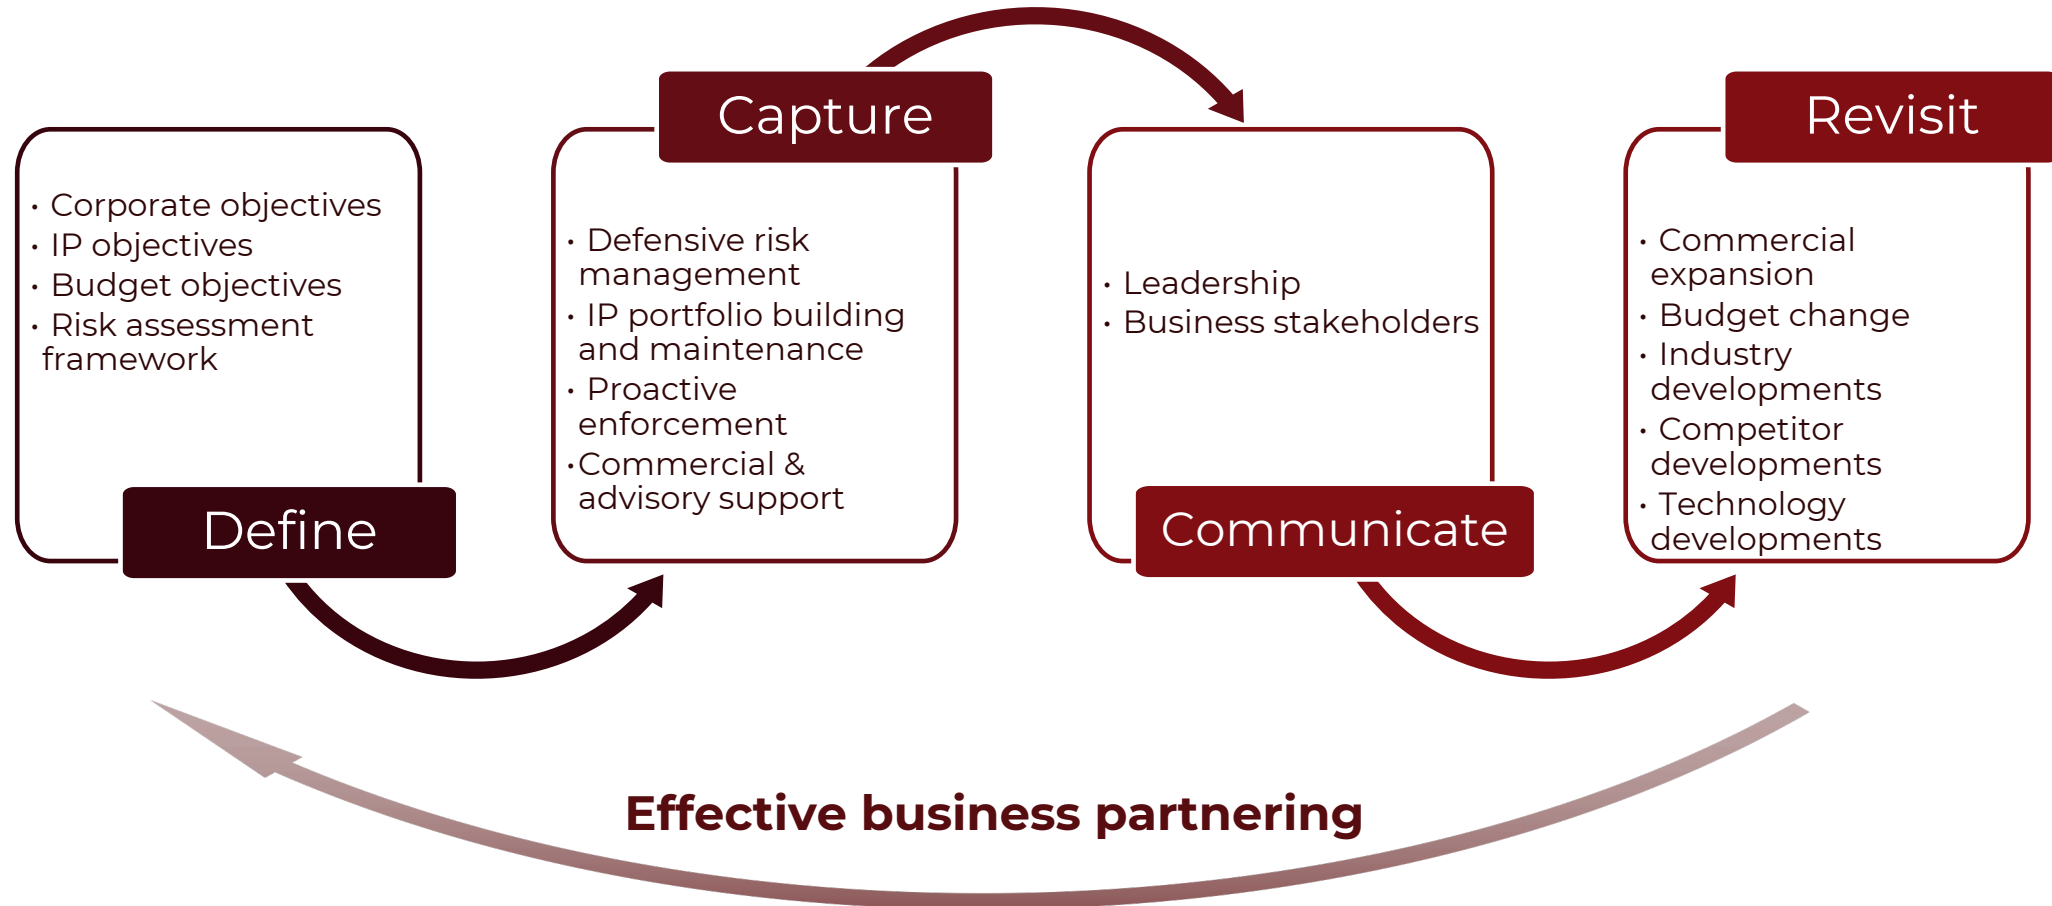 Define
· Corporate objectives
· IP objectives
· Budget objectives
· Risk assessment
framework
Capture
· Defensive risk
management
· IP portfolio building
and maintenance
· Proactive
enforcement
·Commercial &
advisory support
Communicate
· Leadership
· Business stakeholders
Revisit
· Commercial
expansion
· Budget change
· Industry
developments
· Competitor
developments
· Technology
developments
Effective business partnering